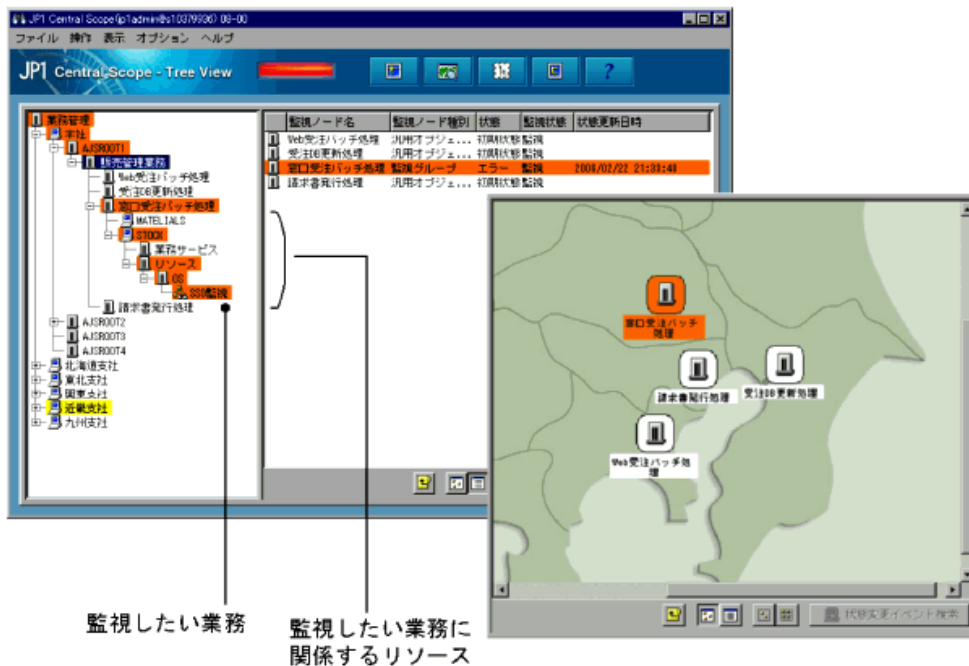 JP1 Central Scope(jp1admin@s10379936) 08-00
ファイル 操作 表示 オプション ヘルプ
JP1 Central Scope - Tree View
?
業務管理
本社
AJSROOT1
販売管理業務
Web受注バッチ処理
受注DB更新処理
窓口受注バッチ処理
MATELIALS
STOCK
業務サービス
リソース
OS
SSO監視
請求書発行処理
AJSROOT2
AJSROOT3
AJSROOT4
北海道支社
東北支社
関東支社
近畿支社
九州支社
監視ノード名 監視ノード種別 状態 監視状態 状態更新日時
Web受注バッチ処理 汎用オブジェ... 初期状態 監視
受注DB更新処理 汎用オブジェ... 初期状態 監視
窓口受注バッチ処理 監視グループ エラー 監視 2006/02/22 21:33:48
請求書発行処理 汎用オブジェ... 初期状態 監視
窓口受注バッチ
処理
請求書発行処理
受注DB更新処理
Web受注バッチ処
理
状態変更イベント検索
監視したい業務
監視したい業務に
関係するリソース